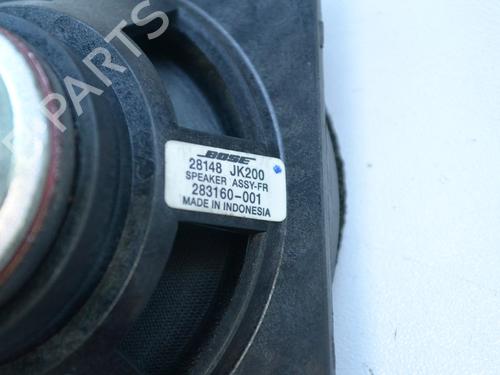 BOSE
28148 JK200
SPEAKER ASSY-FR
283160-001
MADE IN INDONESIA
B-PARTS